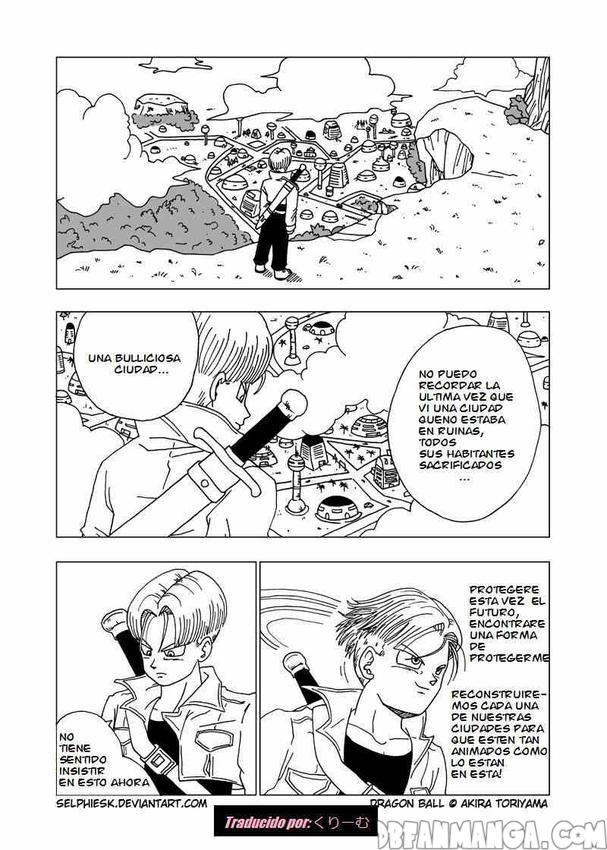 UNA BULLICIOSA
CIUDAD...
NO PUEDO
RECORDAR LA
ULTIMA VEZ QUE
VI UNA CIUDAD
QUENO ESTABA
EN RUINAS,
TODOS
SUS HABITANTES
SACRIFICADOS
...
NO
TIENE
SENTIDO
INSISTIR
EN ESTO AHORA
PROTEGERE
ESTA VEZ EL
FUTURO,
ENCONTRARE
UNA FORMA
DE
PROTEGERME
RECONSTRUIRE-
MOS CADA UNA
DE NUESTRAS
CIUDADES PARA
QUE ESTEN TAN
ANIMADOS COMO
LO ESTAN
EN ESTA!
SELPHIESK.DEVIANTART.COM
DRAGON BALL © AKIRA TORIYAMA
Traducido por:くりーむ
DBFANMANGA.COM